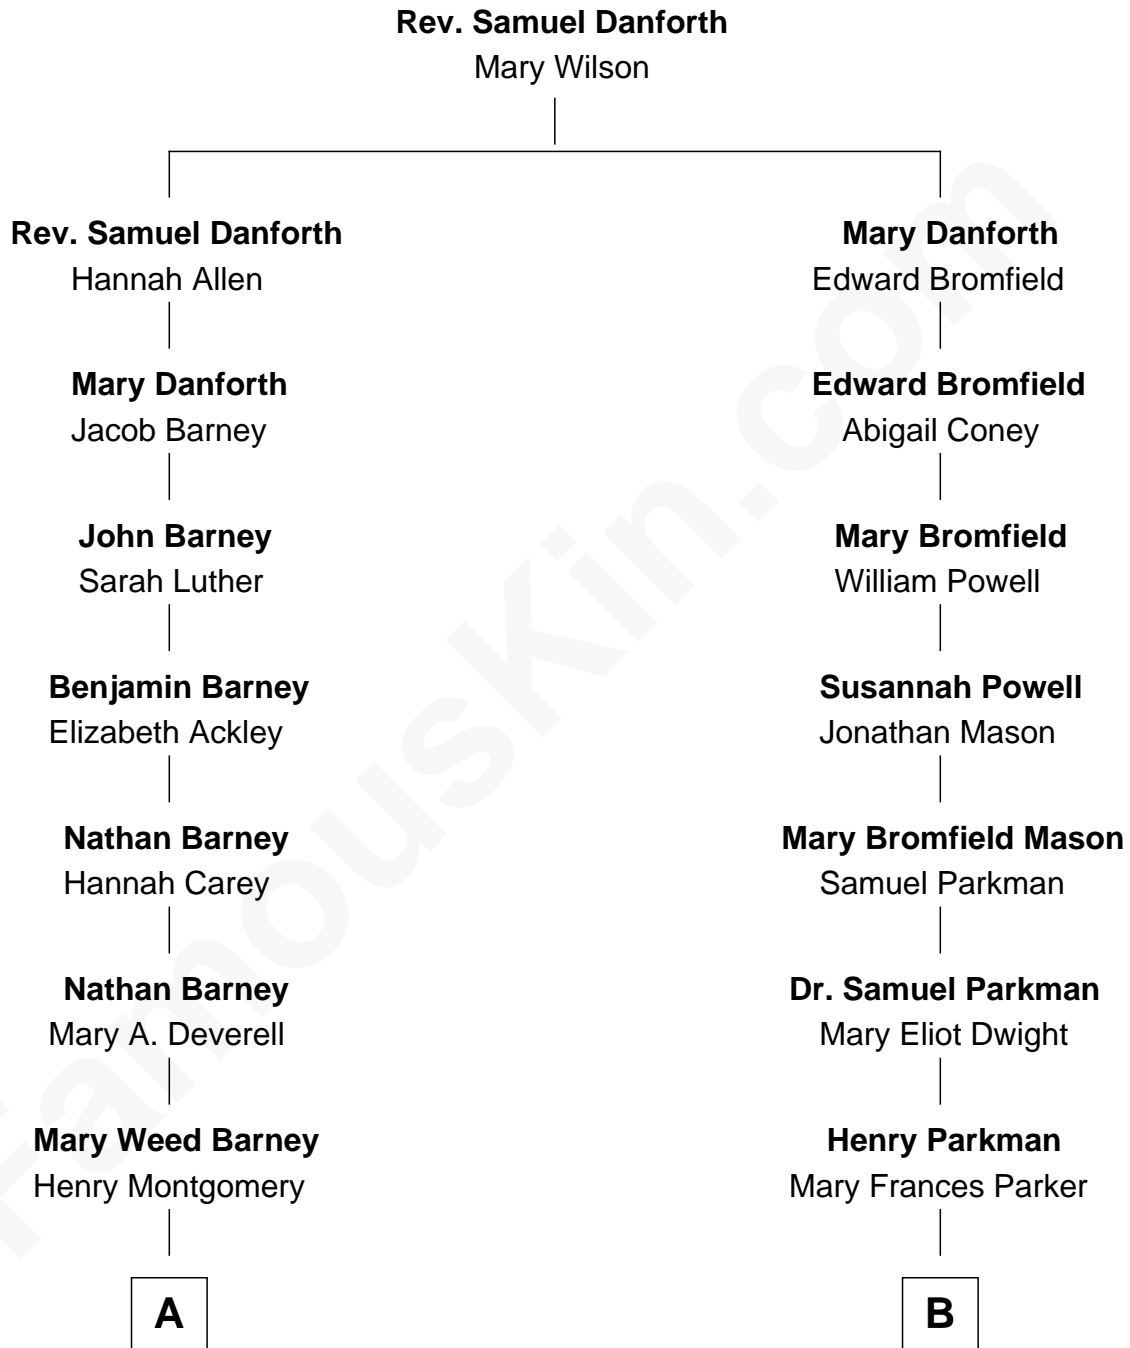 Rev. Samuel Danforth
Mary Wilson
Rev. Samuel Danforth
Hannah Allen
Mary Danforth
Edward Bromfield
Mary Danforth
Jacob Barney
Edward Bromfield
Abigail Coney
John Barney
Sarah Luther
Mary Bromfield
William Powell
Benjamin Barney
Elizabeth Ackley
Susannah Powell
Jonathan Mason
Nathan Barney
Hannah Carey
Mary Bromfield Mason
Samuel Parkman
Nathan Barney
Mary A. Deverell
Dr. Samuel Parkman
Mary Eliot Dwight
Mary Weed Barney
Henry Montgomery
Henry Parkman
Mary Frances Parker
A
B
FamousKin.com